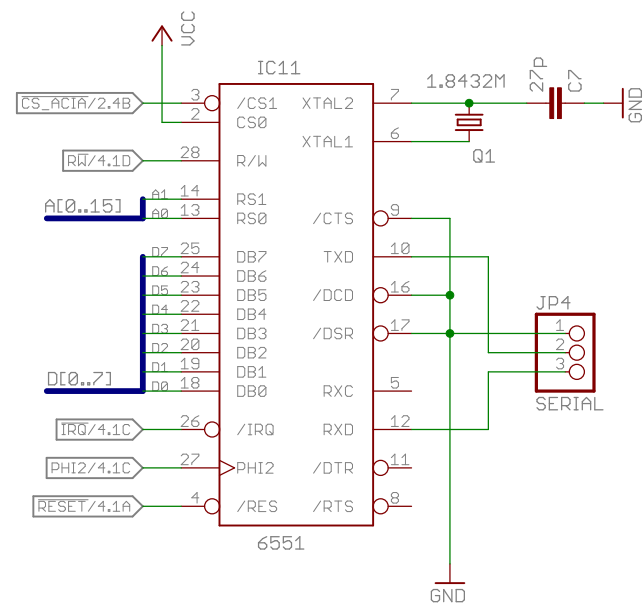 VCC
IC11
CS_ACIA/2.4B
3
/CS1
XTAL2
7
1.8432M
27p
C7
GND
2
CS0
XTAL1
6
Q1
RW/4.1D
28
R/W
A[0..15]
A1
14
RS1
A0
13
RS0
/CTS
9
D7
25
DB7
TXD
10
D6
24
DB6
D5
23
DB5
/DCD
16
D4
22
DB4
JP4
D3
21
DB3
/DSR
17
1
D2
20
DB2
2
D1
19
DB1
3
D[0..7]
D0
18
DB0
RXC
5
SERIAL
IRQ/4.1C
26
/IRQ
RXD
12
PHI2/4.1C
27
PHI2
/DTR
11
RESET/4.1A
4
/RES
/RTS
8
6551
GND